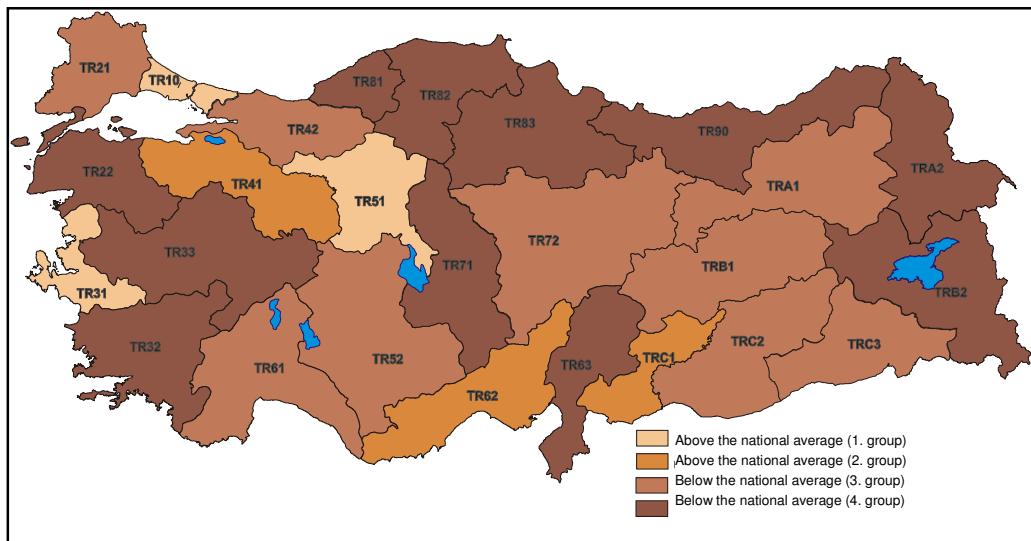 TR21
TR10
TR81
TR82
TR42
TR83
TR90
TR22
TRA2
TR41
TRA1
TR51
TR33
TR72
TR71
TRB1
TR31
TRB2
TR32
TRC2
TRC3
TR52
TRC1
TR61
TR63
TR62
Above the national average (1. group)
Above the national average (2. group)
Below the national average (3. group)
Below the national average (4. group)